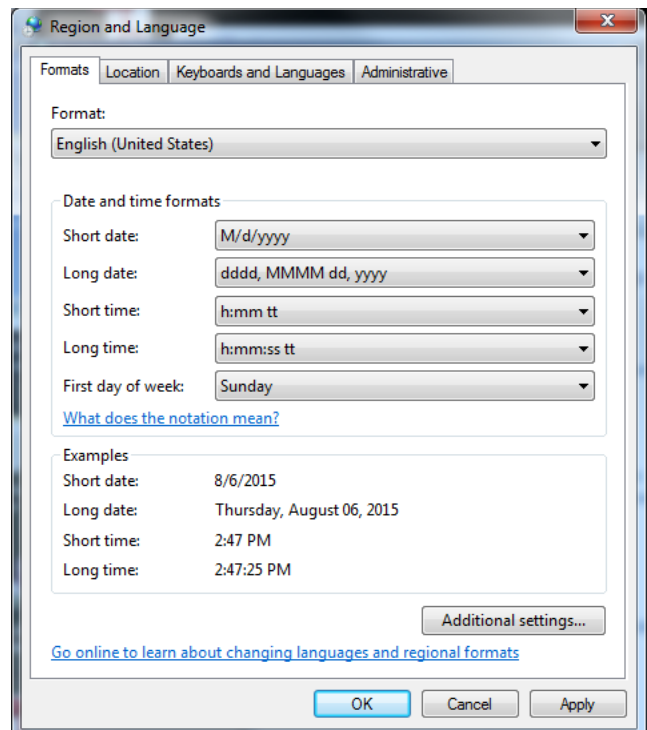 Region and Language
Formats Location Keyboards and Languages Administrative
Format:
English (United States)
Date and time formats
Short date: M/d/yyyy
Long date: dddd, MMMM dd, yyyy
Short time: h:mm tt
Long time: h:mm:ss tt
First day of week: Sunday
What does the notation mean?
Examples
Short date: 8/6/2015
Long date: Thursday, August 06, 2015
Short time: 2:47 PM
Long time: 2:47:25 PM
Additional settings...
Go online to learn about changing languages and regional formats
OK Cancel Apply